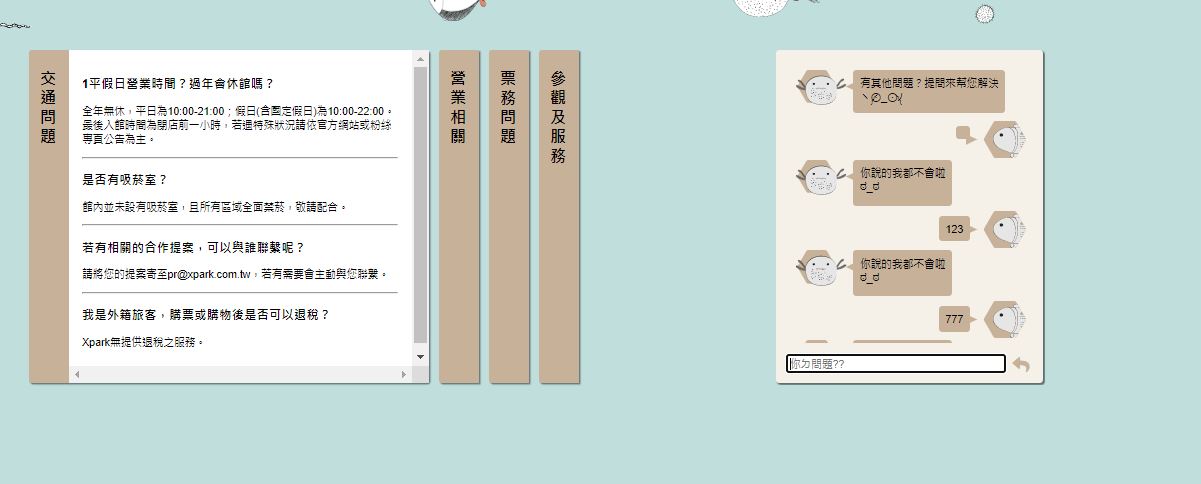 交通問題
1平假日營業時間？過年會休館嗎？
全年無休，平日為10:00-21:00；假日(含國定假日)為10:00-22:00。
最後入館時間為閉店前一小時，若遇特殊狀況請依官方網站或粉絲
專頁公告為主。
是否有吸菸室？
館內並未設有吸菸室，且所有區域全面禁菸，敬請配合。
若有相關的合作提案，可以與誰聯繫呢？
請將您的提案寄至pr@xpark.com.tw，若有需要會主動與您聯繫。
我是外籍旅客，購票或購物後是否可以退稅？
Xpark無提供退稅之服務。
營業相關
票務問題
參觀及服務
有其他問題？提問來幫您解決
你說的我都不會啦
ಠ_ಠ
123
你說的我都不會啦
ಠ_ಠ
777
你ㄉ問題??